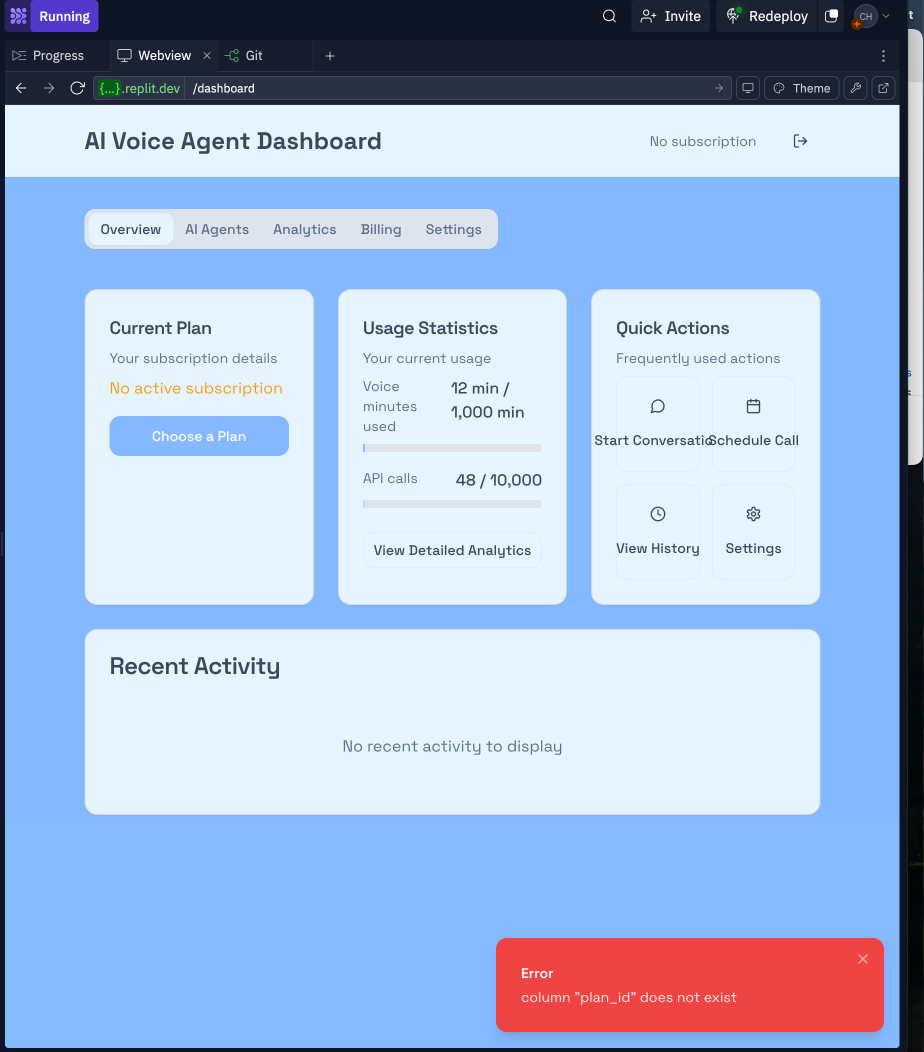 Running
Invite
Redeploy
CH
Progress
Webview
Git
{...}.replit.dev
/dashboard
Theme
AI Voice Agent Dashboard
No subscription
Overview
AI Agents
Analytics
Billing
Settings
Current Plan
Your subscription details
No active subscription
Choose a Plan
Usage Statistics
Your current usage
Voice
minutes
used
12 min /
1,000 min
API calls
48 / 10,000
View Detailed Analytics
Quick Actions
Frequently used actions
Start Conversatio
Schedule Call
View History
Settings
Recent Activity
No recent activity to display
Error
column "plan_id" does not exist